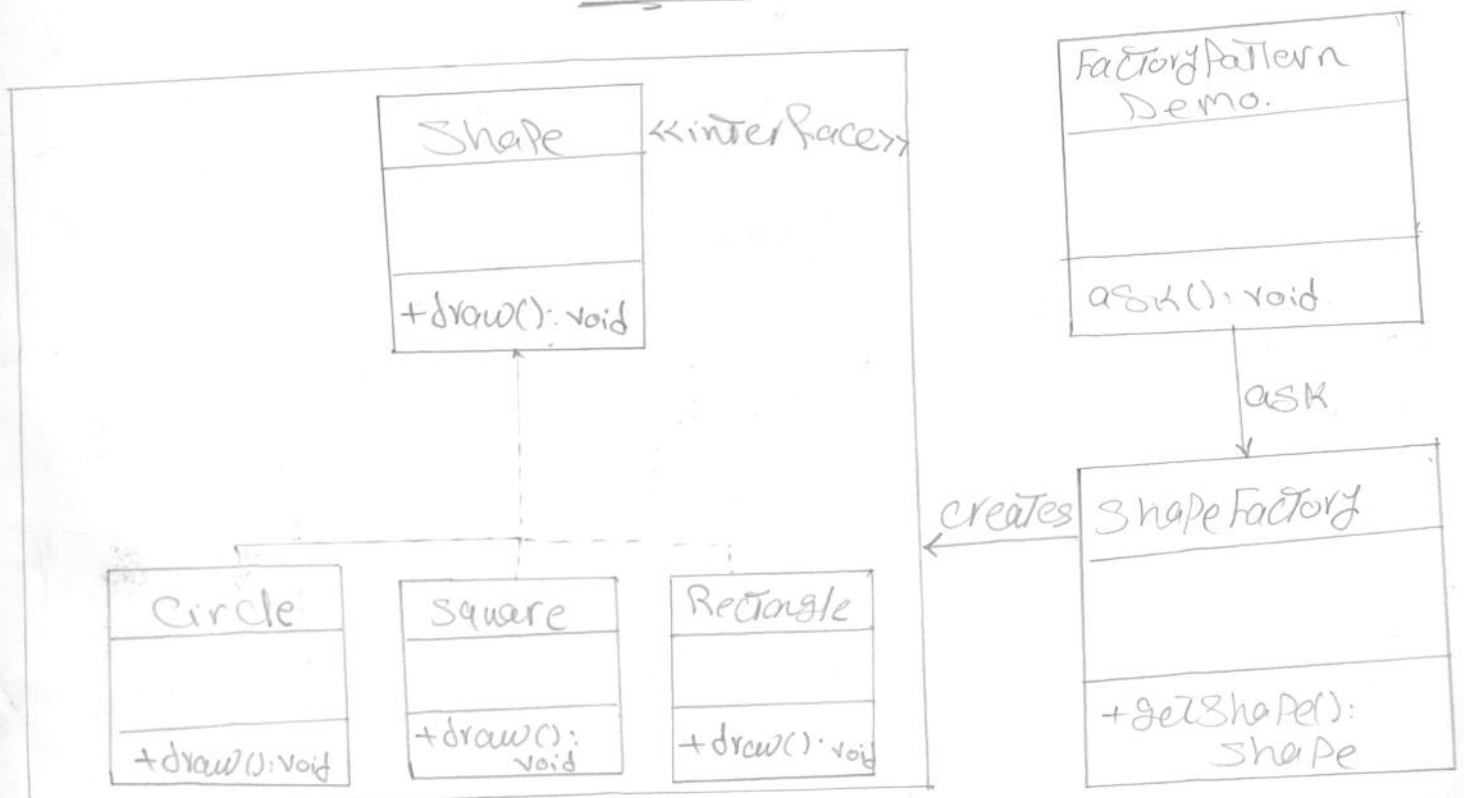 Shape
<<interface>>
+draw(): void
Circle
+draw(): void
Square
+draw():
void
Rectangle
+draw(): void
FactoryPattern
Demo.
ask(): void
ask
creates
ShapeFactory
+getShape():
Shape